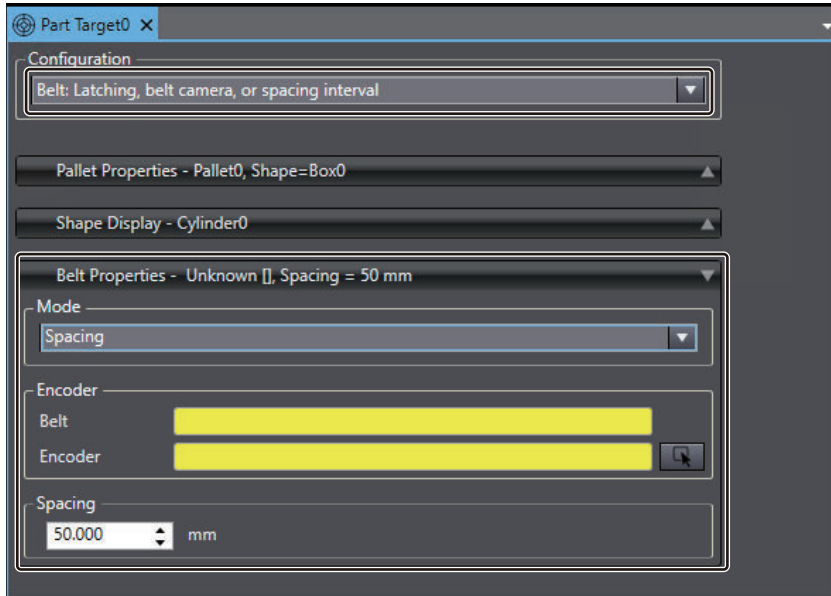 Part Target0
Configuration
Belt: Latching, belt camera, or spacing interval
Pallet Properties - Pallet0, Shape=Box0
Shape Display - Cylinder0
Belt Properties - Unknown [], Spacing = 50 mm
Mode
Spacing
Encoder
Belt
Encoder
Spacing
50.000 mm